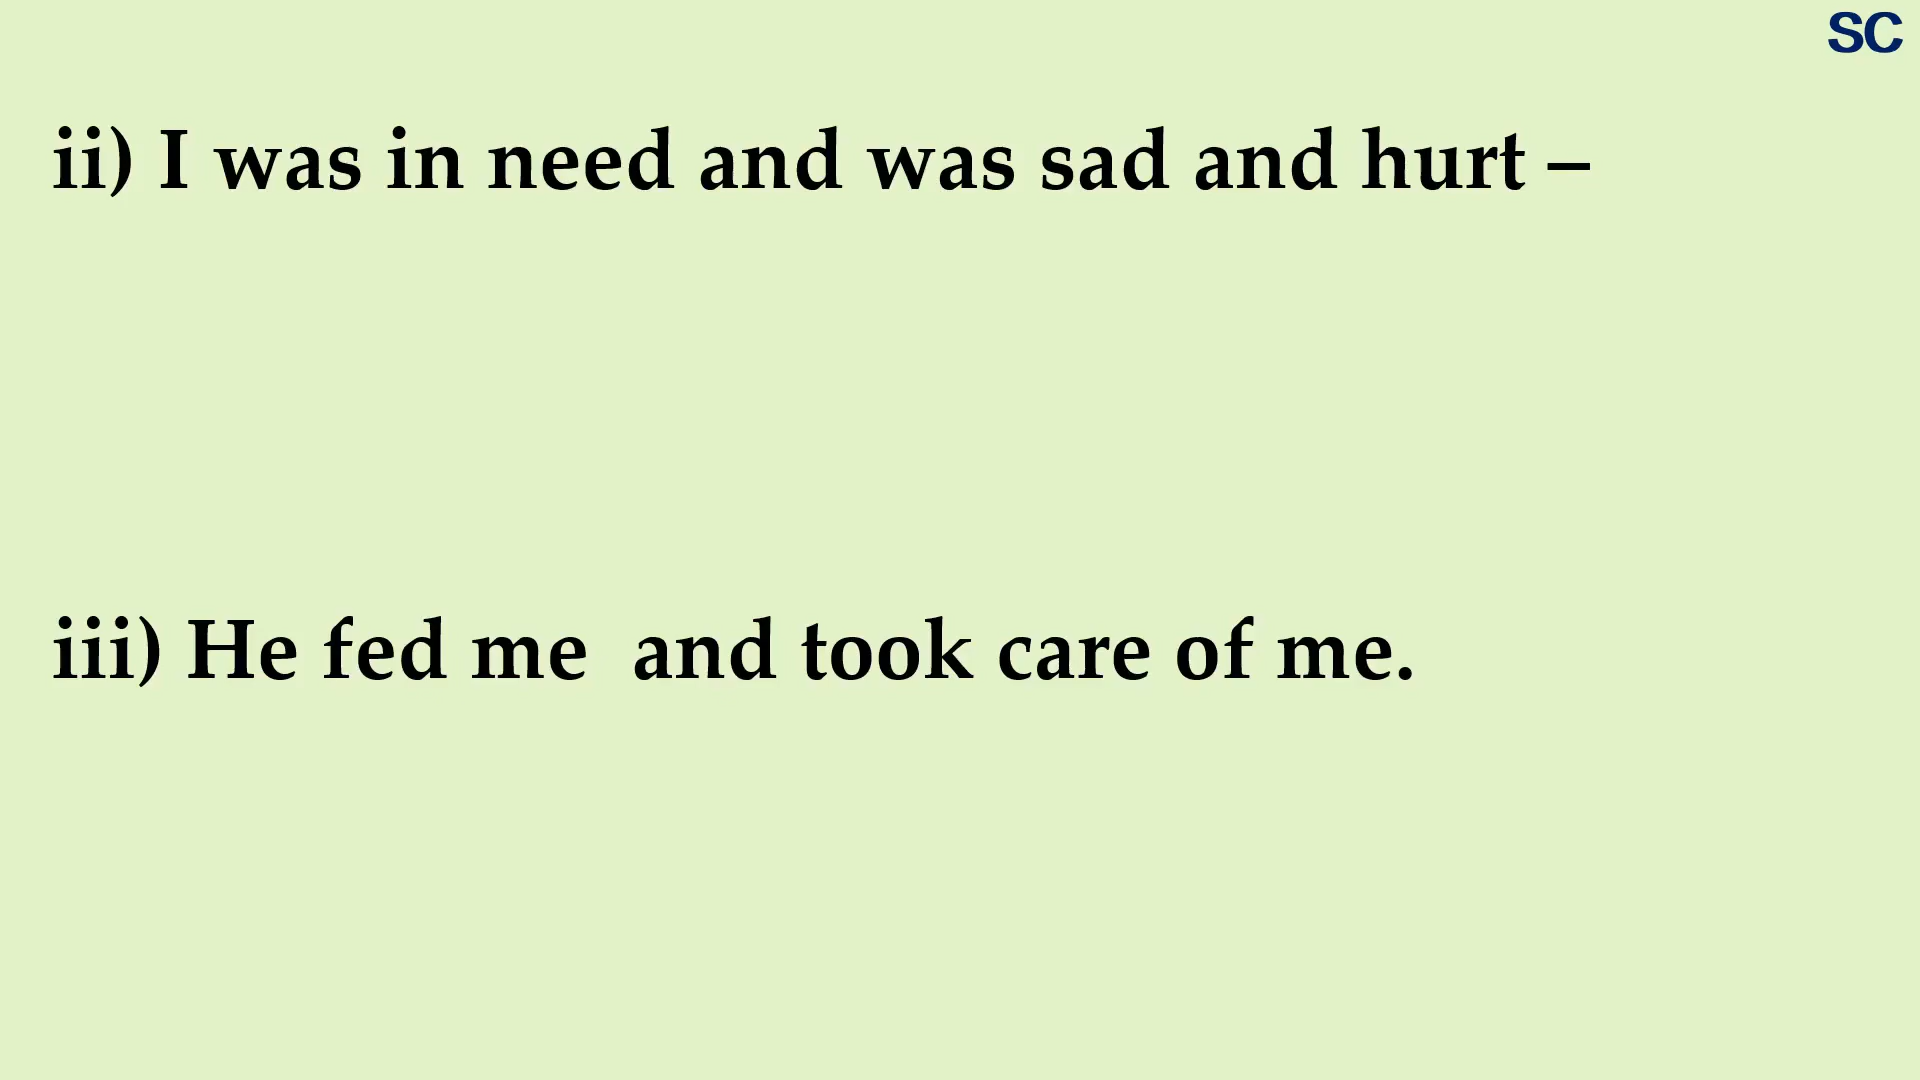 SC
ii) I was in need and was sad and hurt –
iii) He fed me  and took care of me.